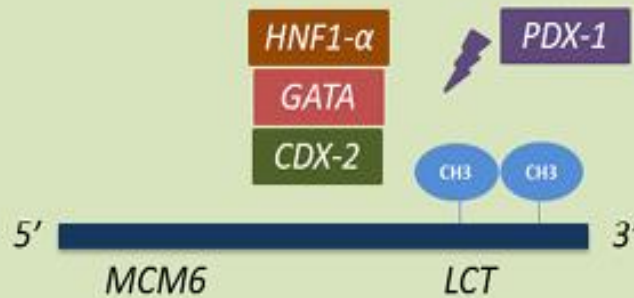 HNF1-α
PDX-1
GATA
CDX-2
CH3 CH3
5’ 3’
MCM6 LCT